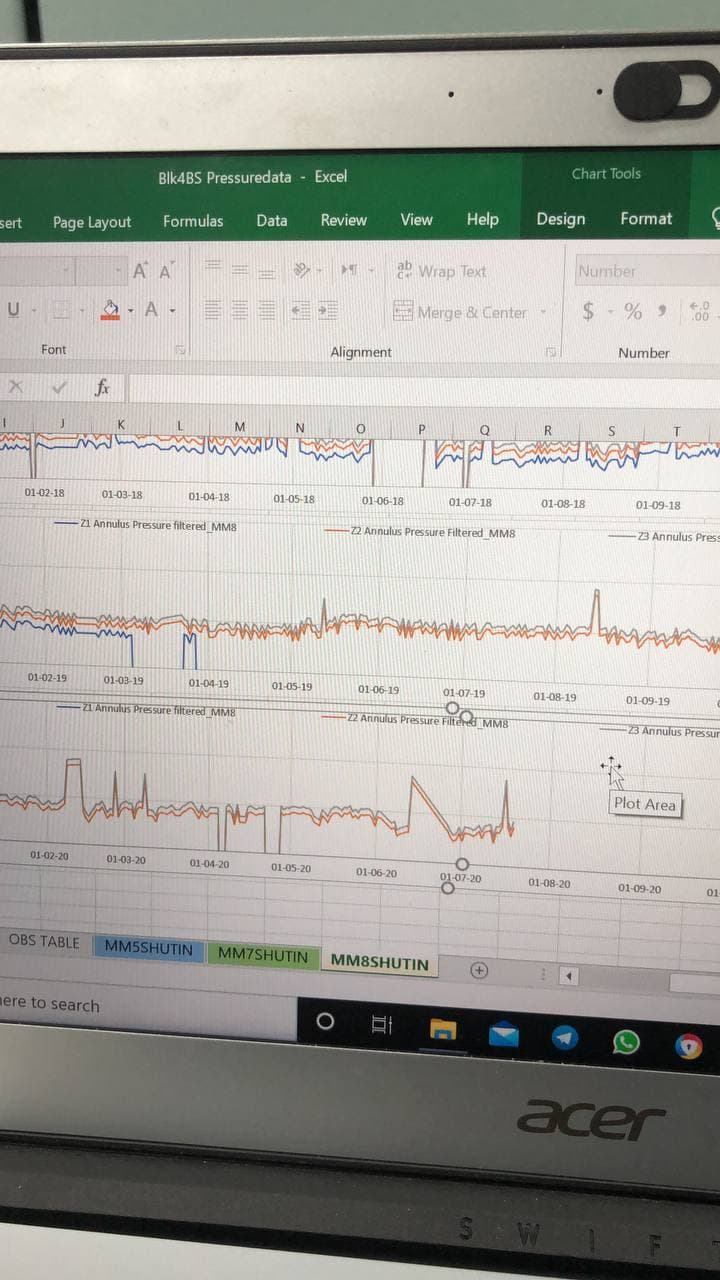 Blk4BS Pressuredata - Excel
Chart Tools
sert Page Layout Formulas Data Review View Help Design Format
A A ab Wrap Text Number
U A Merge & Center $ % , .0 .00
Font Alignment Number
fx
I J K L M N O P Q R S T
01-02-18 01-03-18 01-04-18 01-05-18 01-06-18 01-07-18 01-08-18 01-09-18
Z1 Annulus Pressure filtered_MM8 Z2 Annulus Pressure Filtered_MM8 Z3 Annulus Press
01-02-19 01-03-19 01-04-19 01-05-19 01-06-19 01-07-19 01-08-19 01-09-19
Z1 Annulus Pressure filtered_MM8 Z2 Annulus Pressure Filtered_MM8 Z3 Annulus Pressur
Plot Area
01-02-20 01-03-20 01-04-20 01-05-20 01-06-20 01-07-20 01-08-20 01-09-20 01-
OBS TABLE MM5SHUTIN MM7SHUTIN MM8SHUTIN
ere to search
acer
S W I F